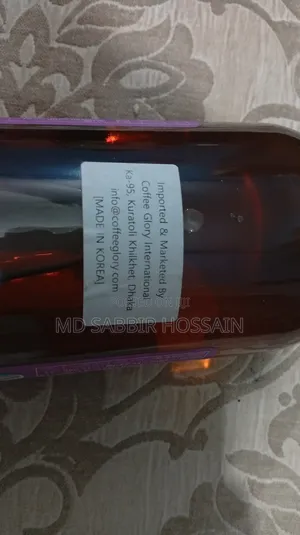 Imported & Marketed By
Coffee Glory International
Ka-95, Kuratoli Khilkhet, Dhaka
info@coffeeglory.com
[MADE IN KOREA]
MD SABBIR HOSSAIN